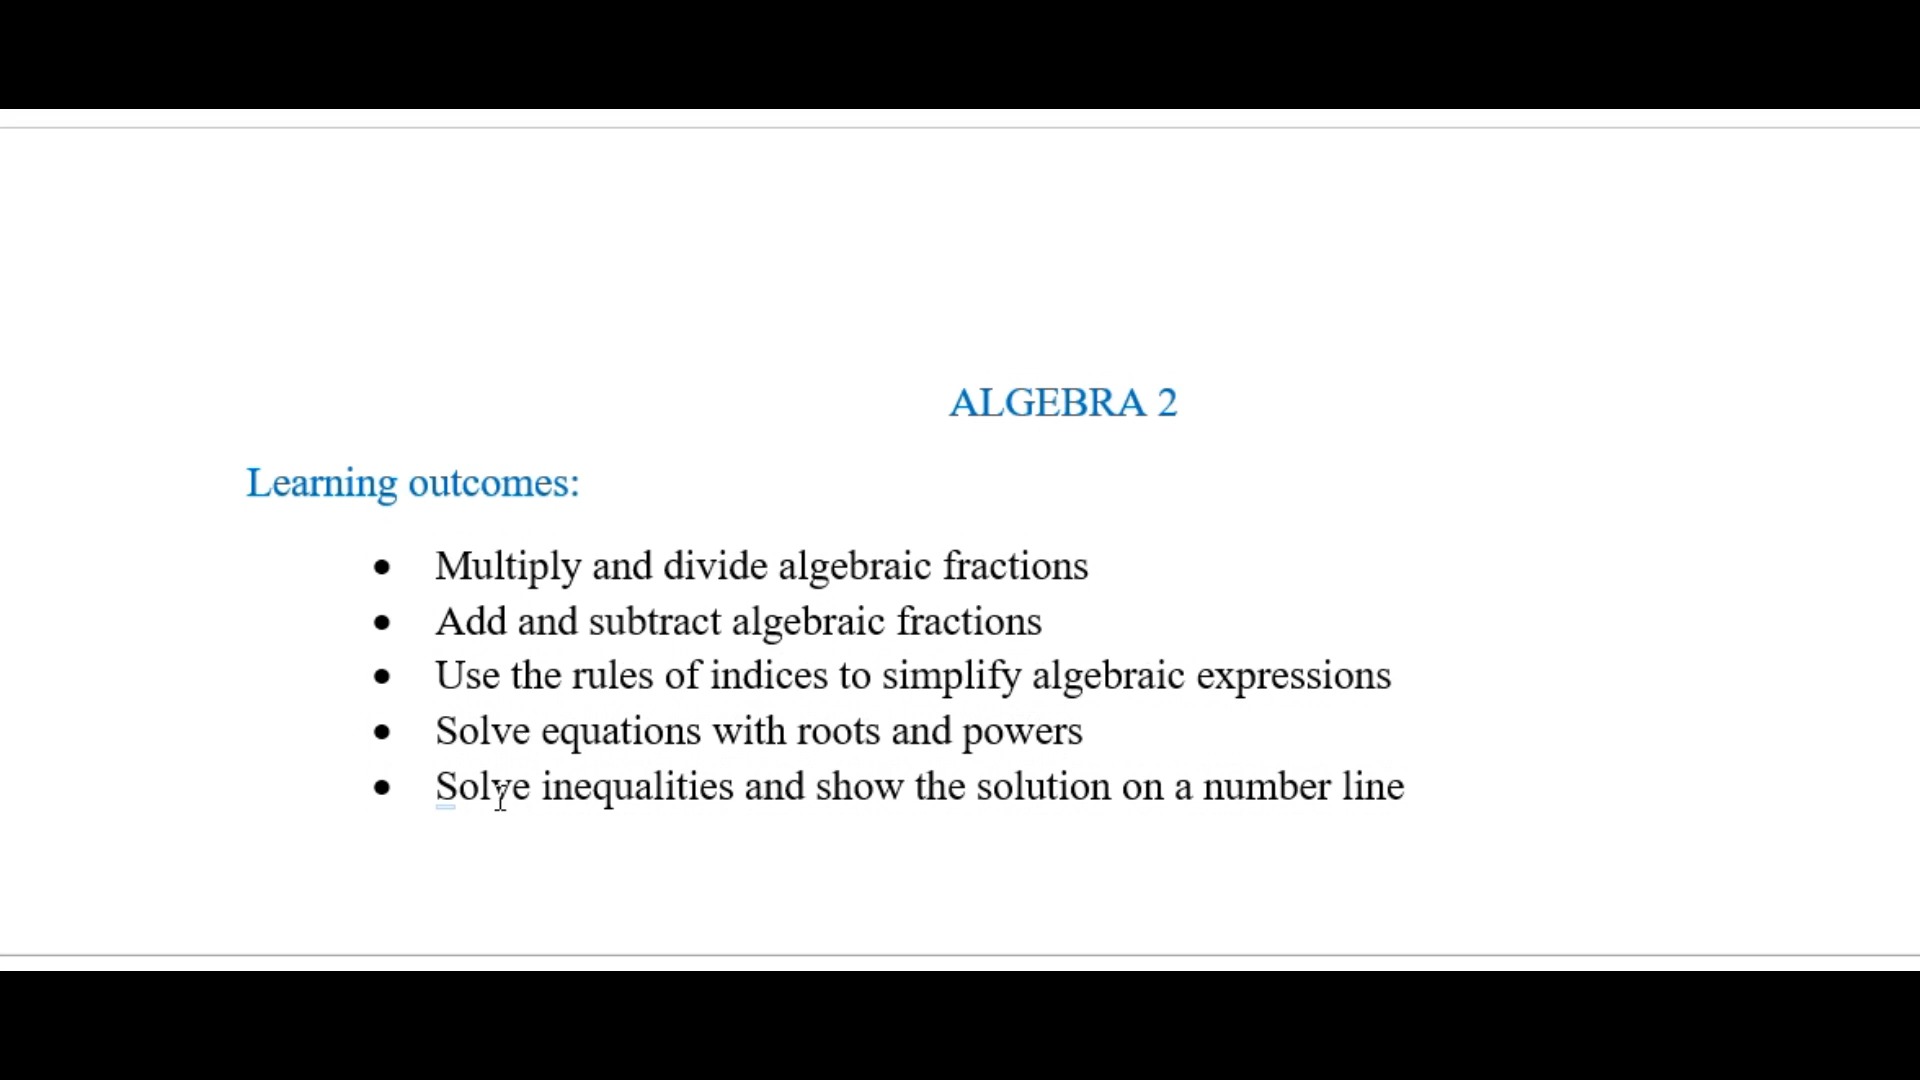 ALGEBRA 2
Learning outcomes:
• Multiply and divide algebraic fractions
• Add and subtract algebraic fractions
• Use the rules of indices to simplify algebraic expressions
• Solve equations with roots and powers
• Solve inequalities and show the solution on a number line